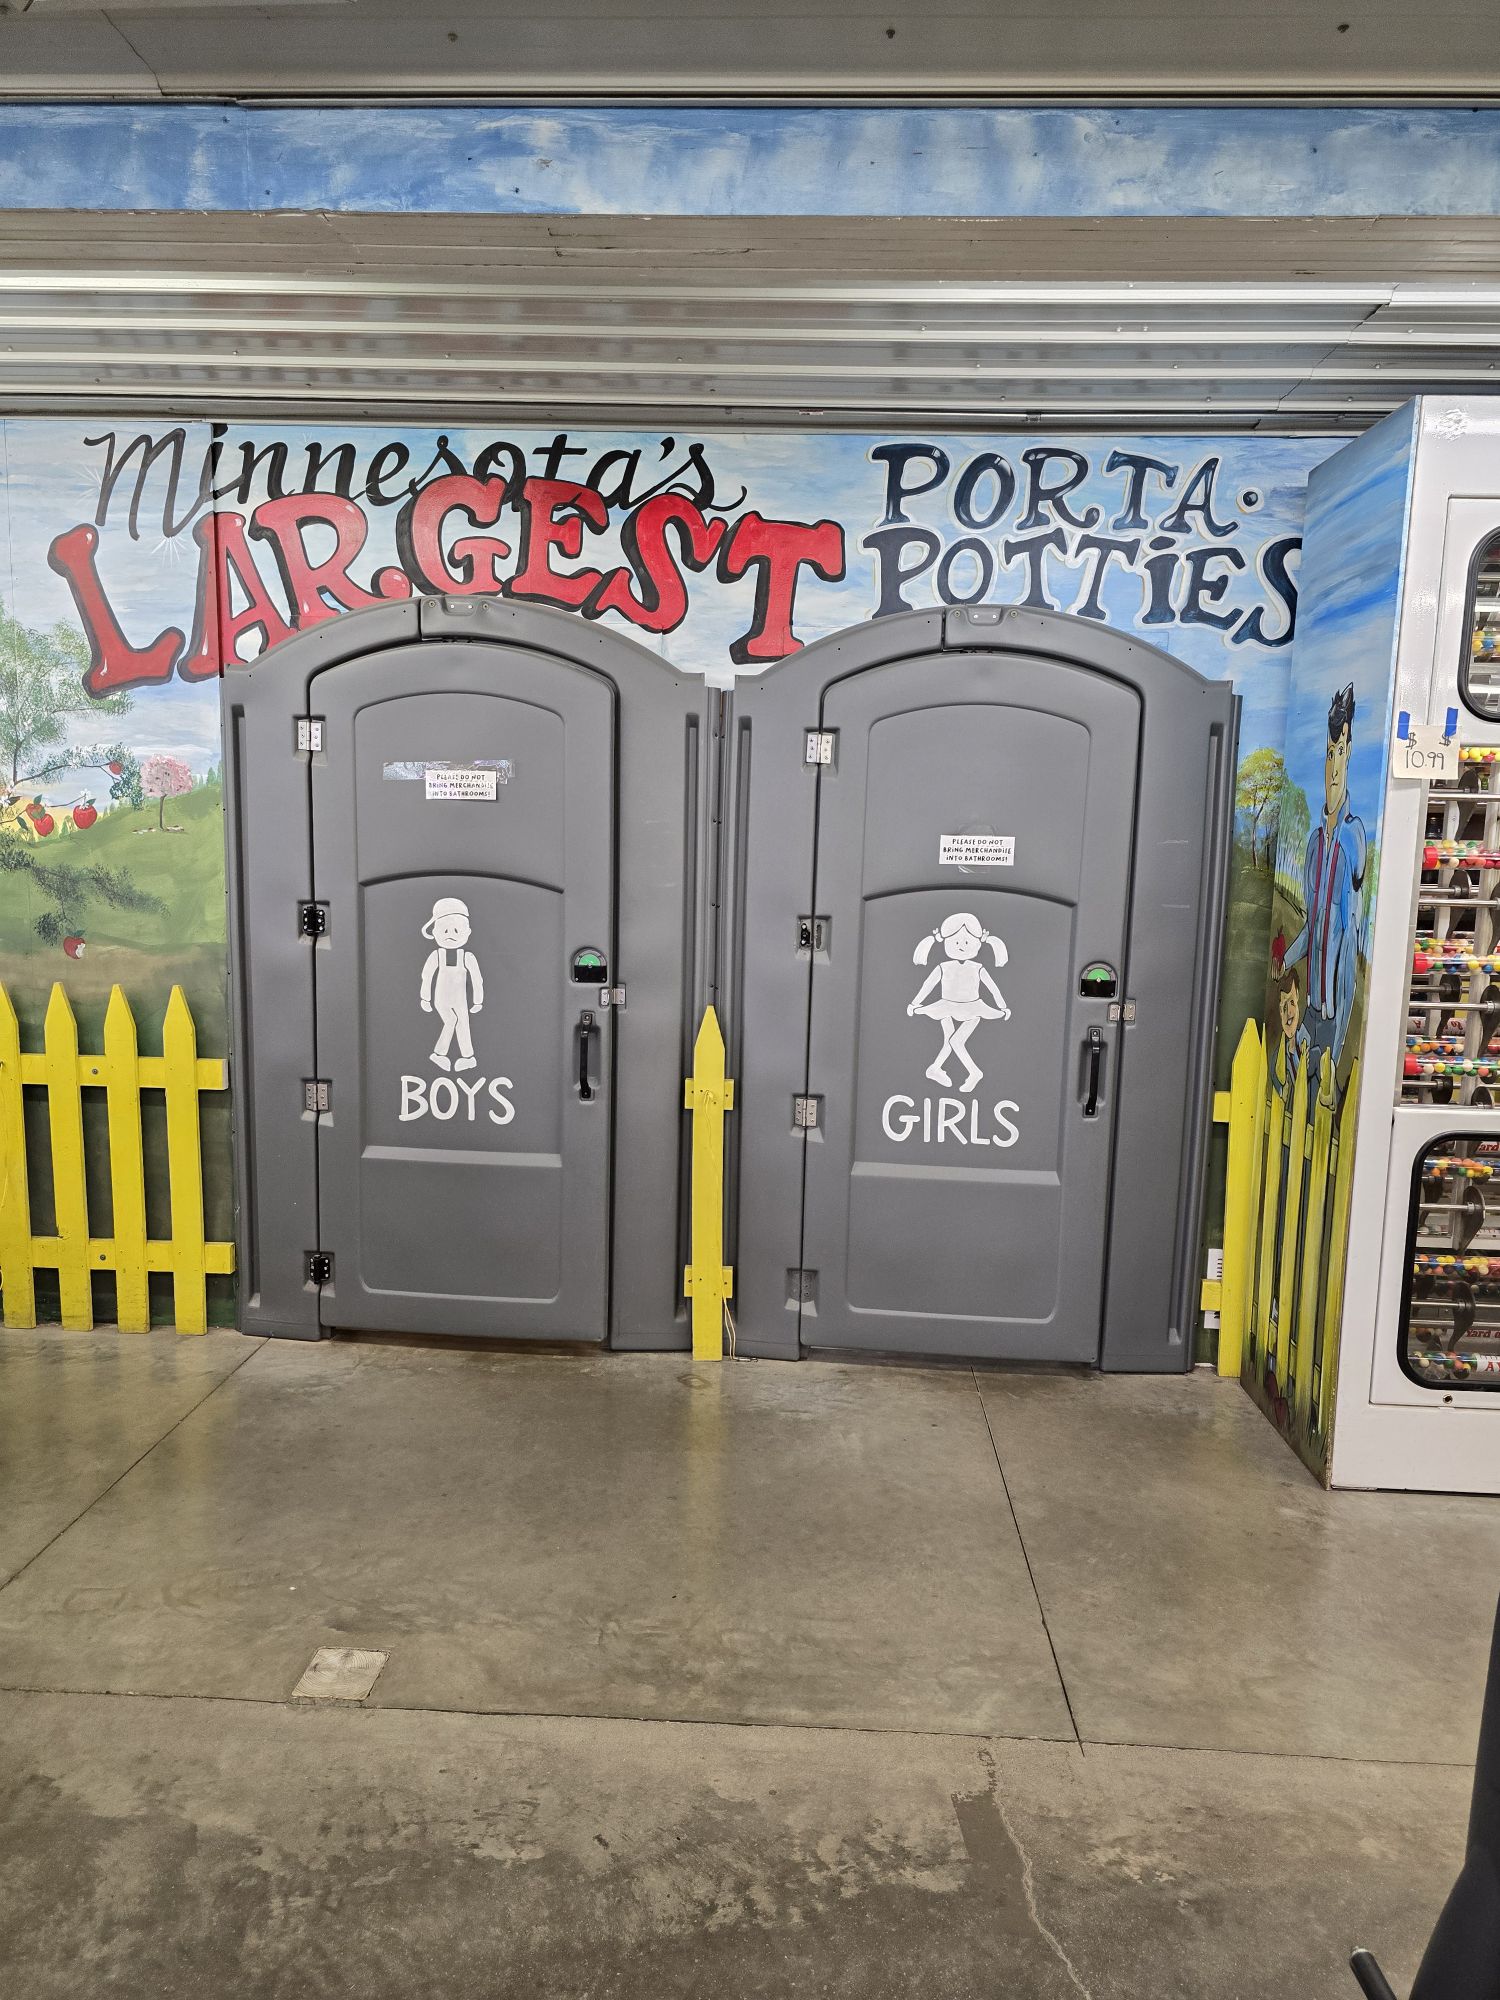 Minnesota's
LARGEST
PORTA-
POTTiES
PLEASE DO NOT
BRING MERCHANDISE
INTO BATHROOMS!
BOYS
PLEASE DO NOT
BRING MERCHANDISE
INTO BATHROOMS!
GIRLS
$ $
10.99